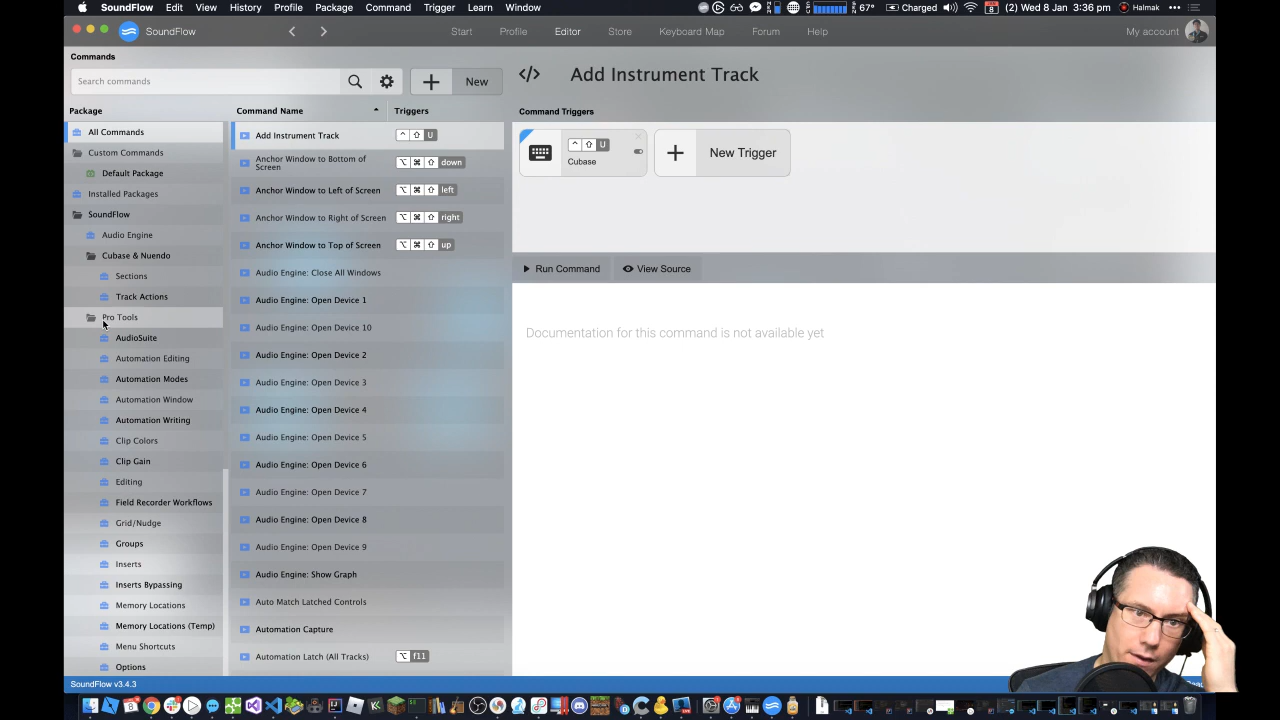 SoundFlow Edit View History Profile Package Command Trigger Learn Window
67° Charged (2) Wed 8 Jan 3:36 pm Halmak
SoundFlow
Start Profile Editor Store Keyboard Map Forum Help
My account
Commands
Search commands
New
Package
All Commands
Custom Commands
Default Package
Installed Packages
SoundFlow
Audio Engine
Cubase & Nuendo
Sections
Track Actions
Pro Tools
AudioSuite
Automation Editing
Automation Modes
Automation Window
Automation Writing
Clip Colors
Clip Gain
Editing
Field Recorder Workflows
Grid/Nudge
Groups
Inserts
Inserts Bypassing
Memory Locations
Memory Locations (Temp)
Menu Shortcuts
Options
Command Name Triggers
Add Instrument Track ^ ⇧ U
Anchor Window to Bottom of
Screen ⌥ ⌘ ⇧ down
Anchor Window to Left of Screen ⌥ ⌘ ⇧ left
Anchor Window to Right of Screen ⌥ ⌘ ⇧ right
Anchor Window to Top of Screen ⌥ ⌘ ⇧ up
Audio Engine: Close All Windows
Audio Engine: Open Device 1
Audio Engine: Open Device 10
Audio Engine: Open Device 2
Audio Engine: Open Device 3
Audio Engine: Open Device 4
Audio Engine: Open Device 5
Audio Engine: Open Device 6
Audio Engine: Open Device 7
Audio Engine: Open Device 8
Audio Engine: Open Device 9
Audio Engine: Show Graph
Auto Match Latched Controls
Automation Capture
Automation Latch (All Tracks) ⌥ f11
</> Add Instrument Track
Command Triggers
^ ⇧ U
Cubase
New Trigger
Run Command View Source
Documentation for this command is not available yet
SoundFlow v3.4.3